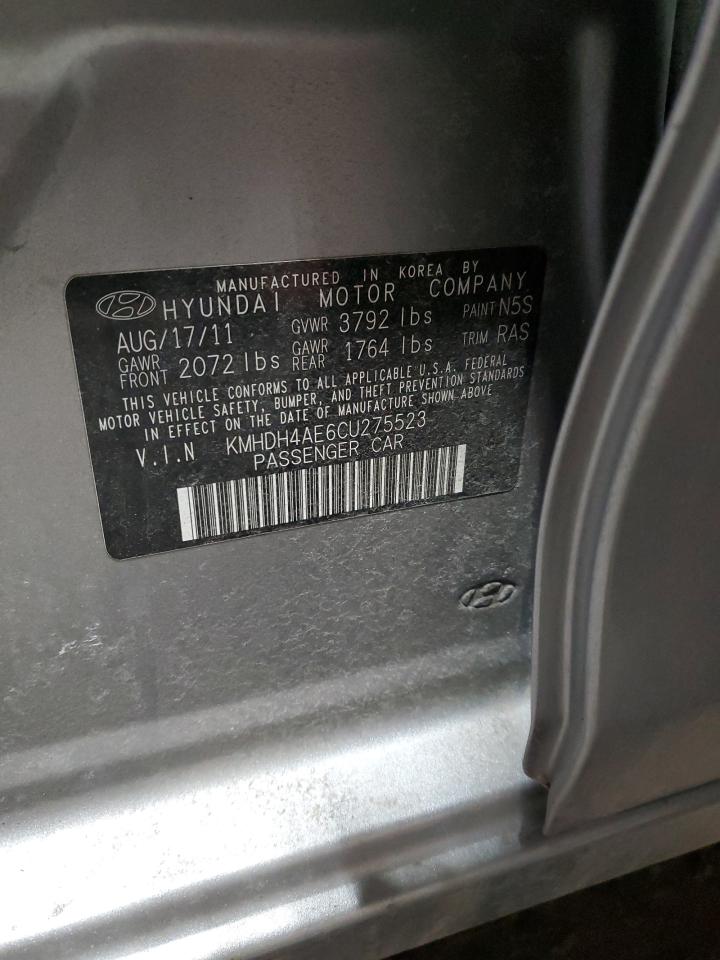 MANUFACTURED IN KOREA BY
HYUNDAI MOTOR COMPANY
AUG/17/11 GVWR 3792 lbs PAINT N5S
GAWR FRONT 2072 lbs GAWR REAR 1764 lbs TRIM RAS
THIS VEHICLE CONFORMS TO ALL APPLICABLE U.S.A. FEDERAL
MOTOR VEHICLE SAFETY, BUMPER, AND THEFT PREVENTION STANDARDS
IN EFFECT ON THE DATE OF MANUFACTURE SHOWN ABOVE
V.I.N KMHDH4AE6CU275523
PASSENGER CAR